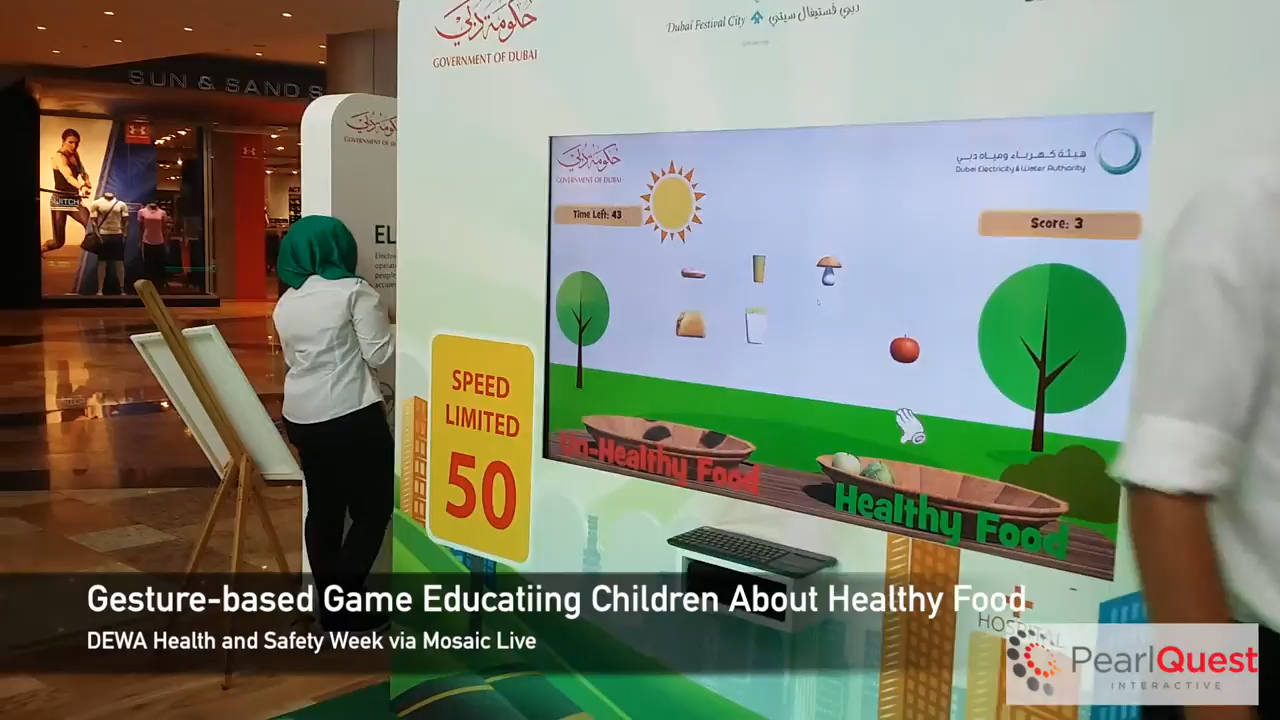 حكومة دبي
GOVERNMENT OF DUBAI
Dubai Festival City
دبي فستيفال سيتي
SUN & SAND S
حكومة دبي
GOVERNMENT OF D
EL
حكومة دبي
GOVERNMENT OF DUBAI
هيئة كهرباء ومياه دبي
Dubai Electricity & Water Authority
Time Left: 43
Score: 3
SPEED
LIMITED
50
Un-Healthy Food
Healthy Food
Gesture-based Game Educatiing Children About Healthy Food
DEWA Health and Safety Week via Mosaic Live
HOSPITAL
PearlQuest
INTERACTIVE